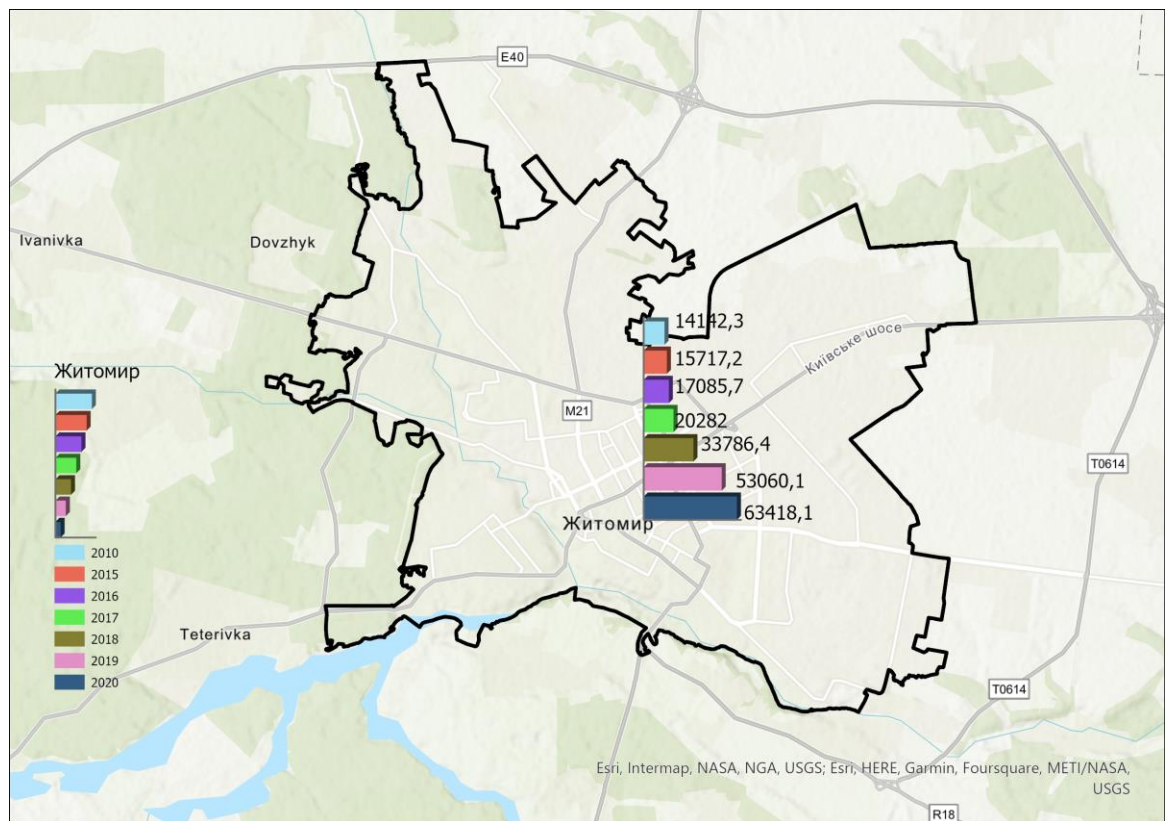 E40
Ivanivka
Dovzhyk
14142,3
15717,2
17085,7
20282
33786,4
53060,1
63418,1
Київське шосе
Житомир
M21
T0614
Житомир
2010
2015
2016
2017
2018
2019
2020
Teterivka
T0614
Esri, Intermap, NASA, NGA, USGS; Esri, HERE, Garmin, Foursquare, METI/NASA,
USGS
R18